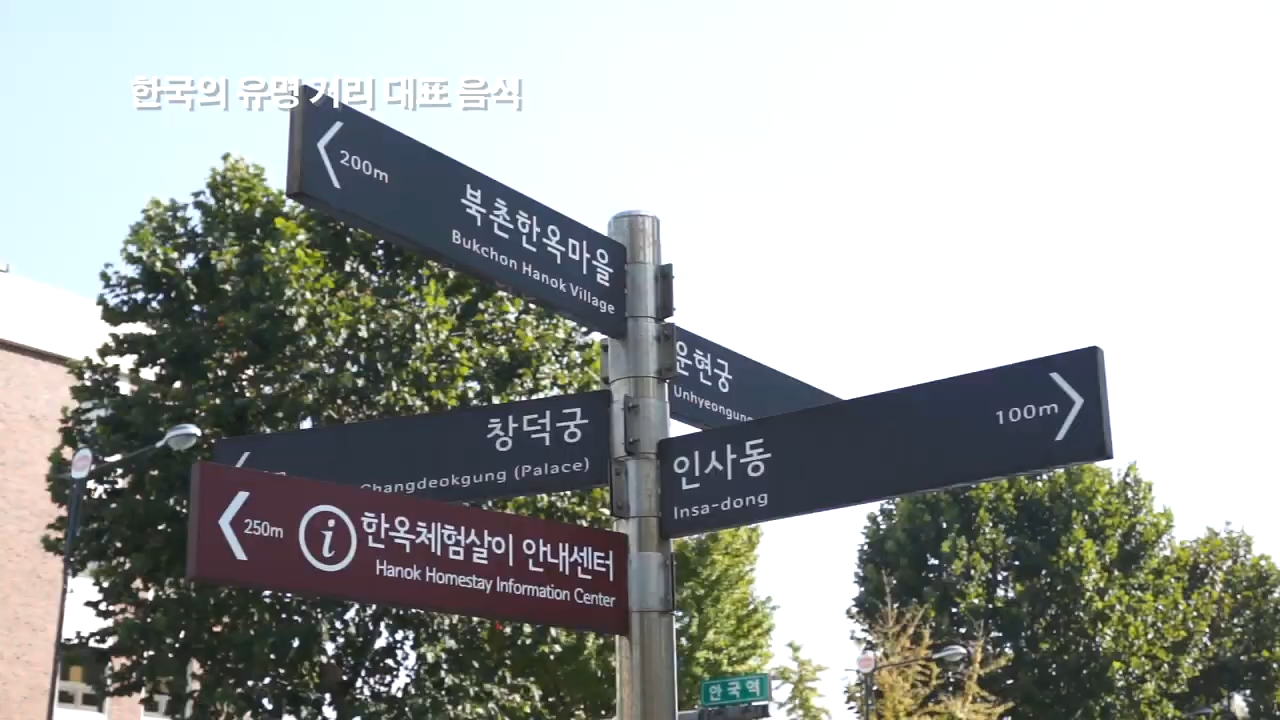 한국의 유명 거리 대표 음식
200m
북촌한옥마을
Bukchon Hanok Village
운현궁
Unhyeongung
창덕궁
Changdeokgung (Palace)
100m
인사동
Insa-dong
250m
i 한옥체험살이 안내센터
Hanok Homestay Information Center
안국역